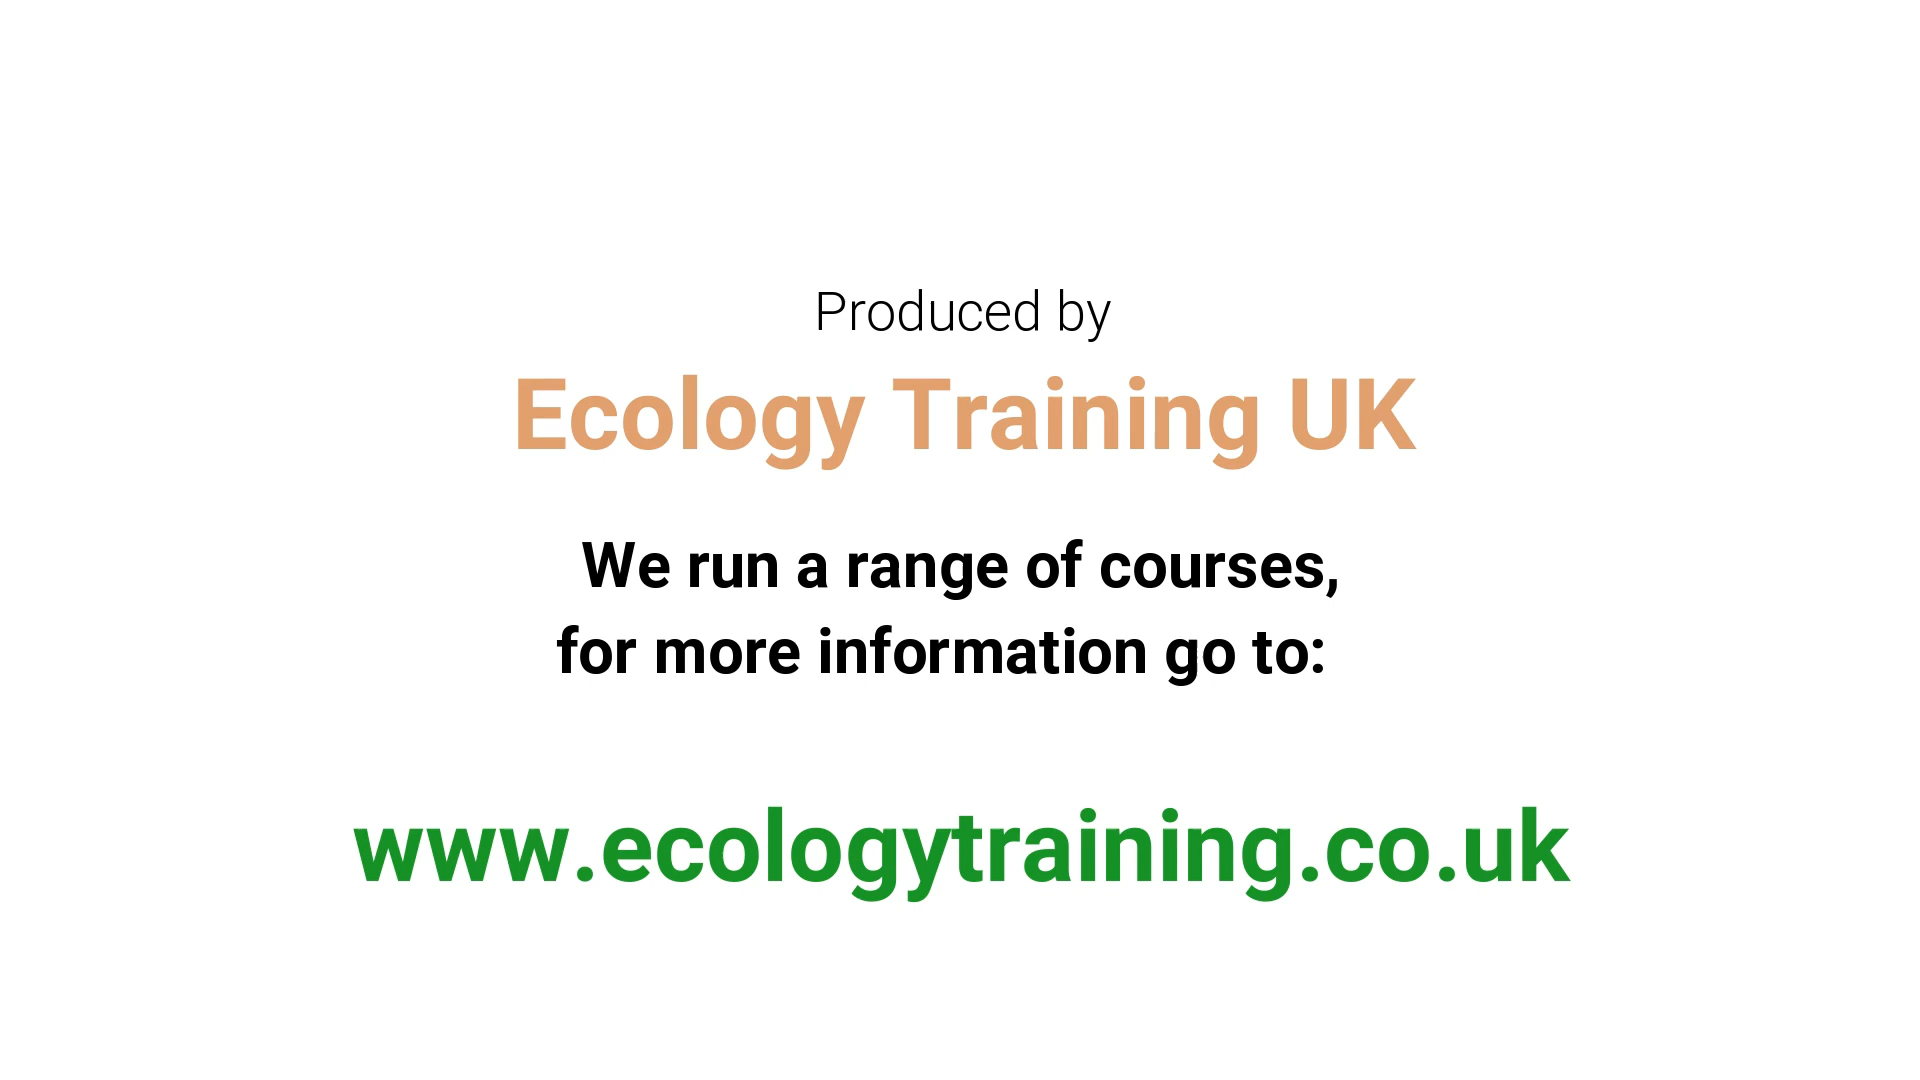 Produced by
Ecology Training UK
We run a range of courses,
for more information go to:
www.ecologytraining.co.uk